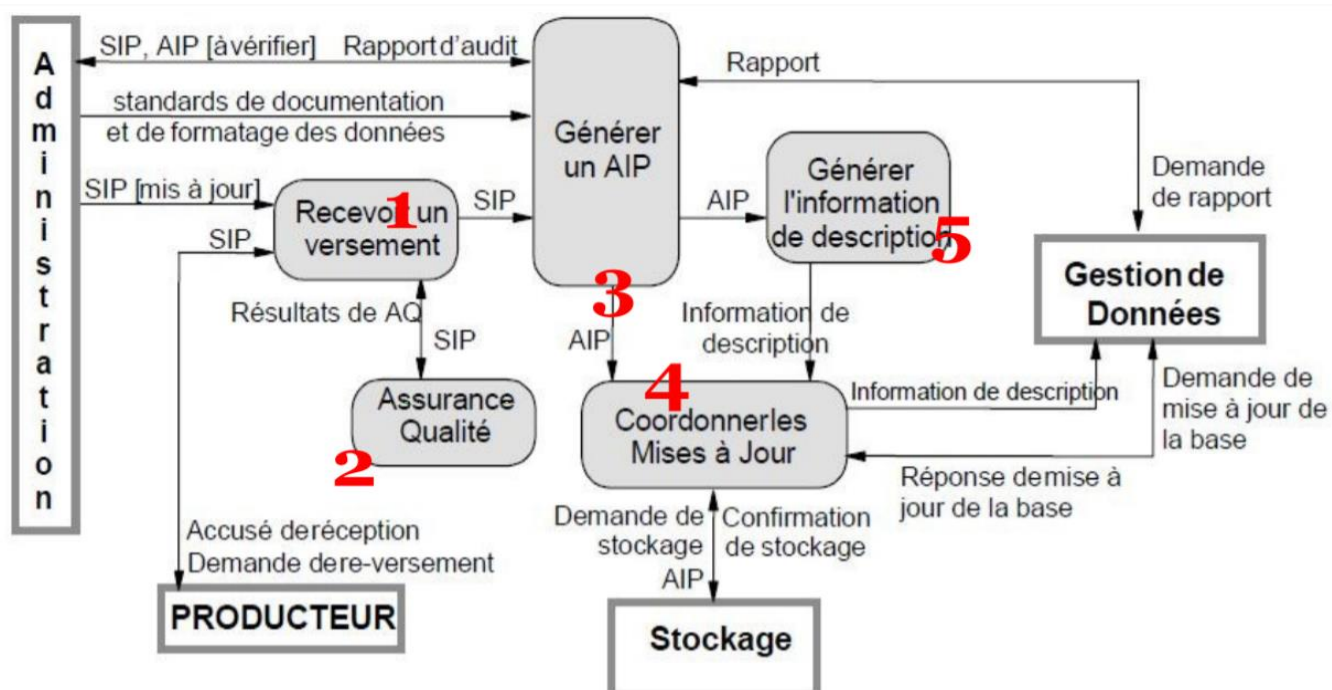 Administration
SIP, AIP [à vérifier]
Rapport d'audit
standards de documentation
et de formatage des données
SIP [mis à jour]
SIP
Recevoir un
versement
1
SIP
Générer
un AIP
3
Rapport
AIP
Générer
l'information
de description
5
Demande
de rapport
Gestion de
Données
Résultats de AQ
SIP
Assurance
Qualité
2
AIP
Information de
description
4
Coordonnerles
Mises à Jour
Information de description
Demande de
mise à jour de
la base
Réponse demise à
jour de la base
Accusé deréception
Demande dere-versement
PRODUCTEUR
Demande de
stockage
AIP
Confirmation
de stockage
Stockage